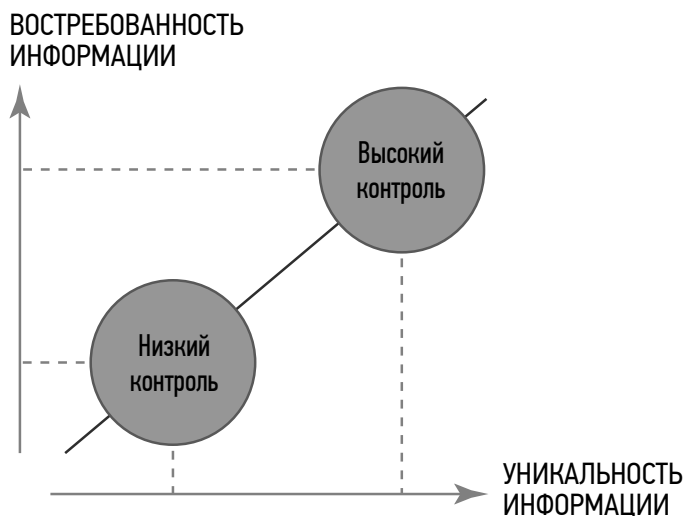 ВОСТРЕБОВАННОСТЬ
ИНФОРМАЦИИ
Высокий
контроль
Низкий
контроль
УНИКАЛЬНОСТЬ
ИНФОРМАЦИИ